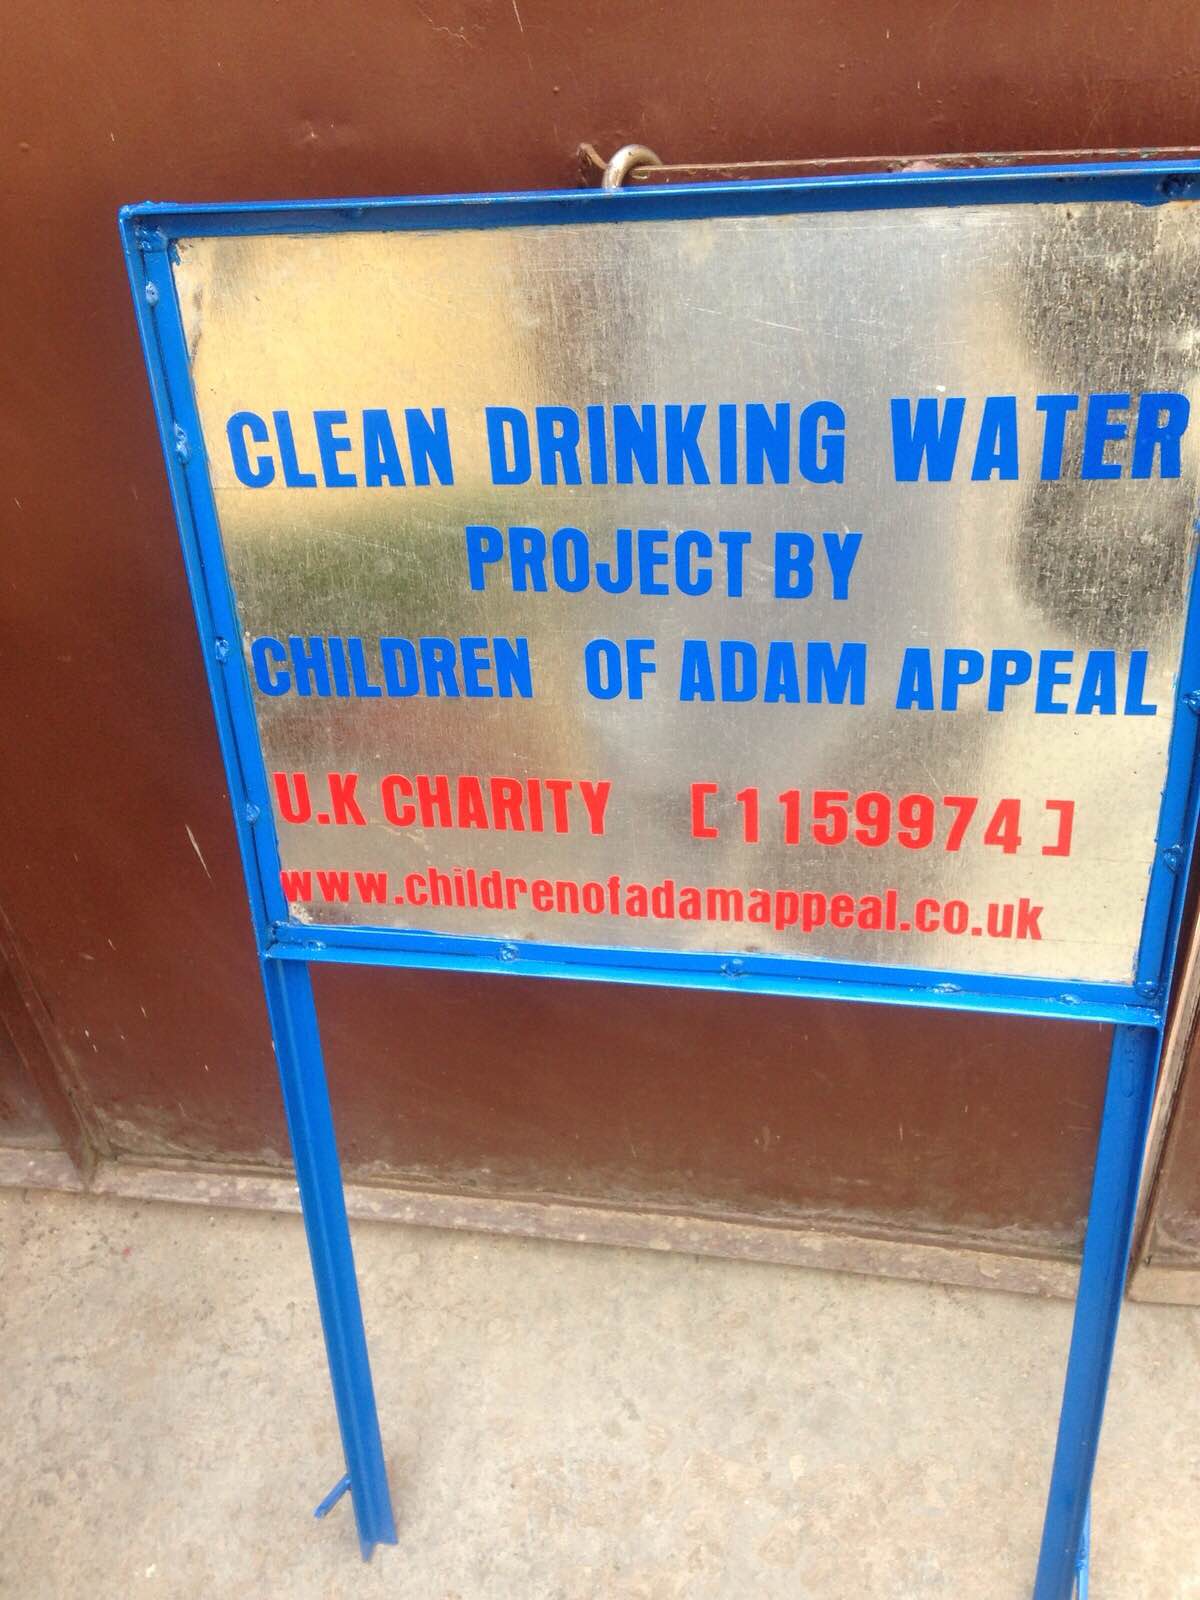 CLEAN DRINKING WATER
PROJECT BY
CHILDREN OF ADAM APPEAL
U.K CHARITY [1159974]
www.childrenofadamappeal.co.uk